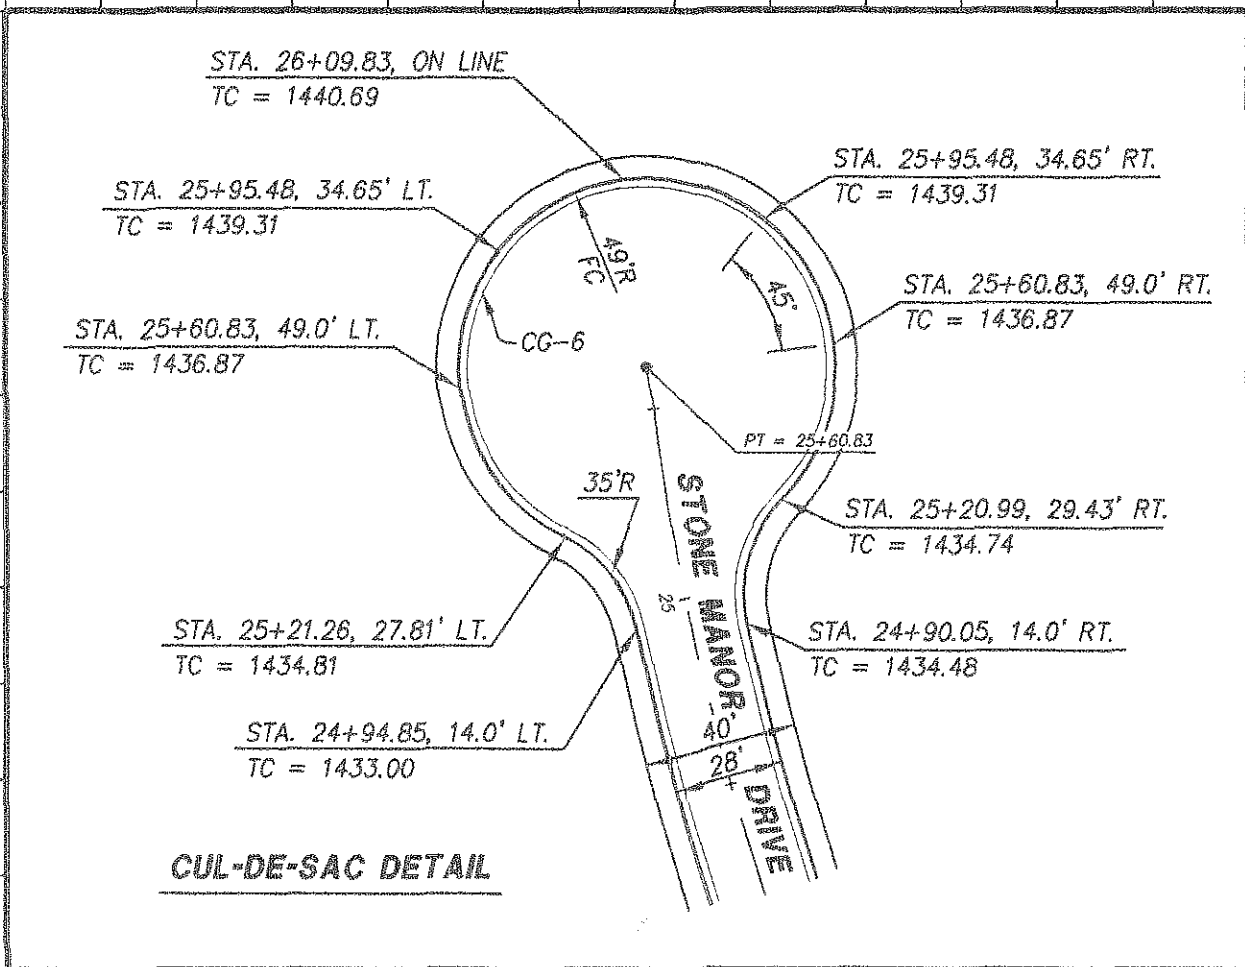 STA. 26+09.83, ON LINE
TC = 1440.69
STA. 25+95.48, 34.65' RT.
TC = 1439.31
STA. 25+95.48, 34.65' LT.
TC = 1439.31
49'R
FC
45°
STA. 25+60.83, 49.0' RT.
TC = 1436.87
STA. 25+60.83, 49.0' LT.
TC = 1436.87
CG-6
PT = 25+60.83
35'R
STA. 25+20.99, 29.43' RT.
TC = 1434.74
25
STONE MANOR DRIVE
STA. 25+21.26, 27.81' LT.
TC = 1434.81
STA. 24+90.05, 14.0' RT.
TC = 1434.48
STA. 24+94.85, 14.0' LT.
TC = 1433.00
40'
28'
CUL-DE-SAC DETAIL